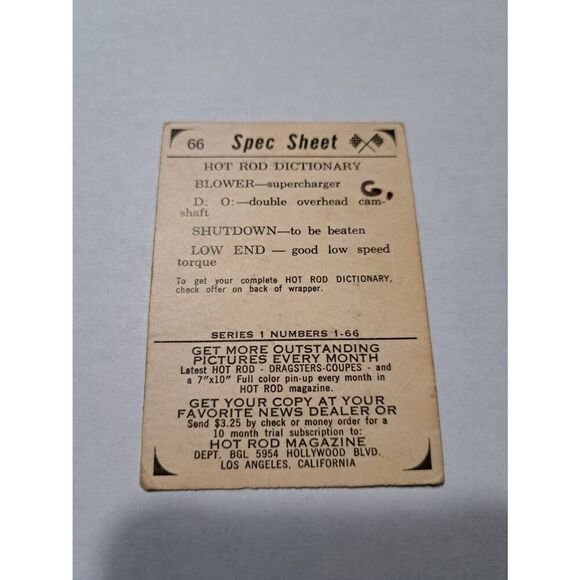 66 Spec Sheet
HOT ROD DICTIONARY
BLOWER—supercharger
G,
D: O:—double overhead cam-
shaft
SHUTDOWN—to be beaten
LOW END — good low speed
torque
To get your complete HOT ROD DICTIONARY,
check offer on back of wrapper.
SERIES 1 NUMBERS 1-66
GET MORE OUTSTANDING
PICTURES EVERY MONTH
Latest HOT ROD - DRAGSTERS-COUPES - and
a 7"x10" Full color pin-up every month in
HOT ROD magazine.
GET YOUR COPY AT YOUR
FAVORITE NEWS DEALER OR
Send $3.25 by check or money order for a
10 month trial subscription to:
HOT ROD MAGAZINE
DEPT. BGL 5954 HOLLYWOOD BLVD.
LOS ANGELES, CALIFORNIA